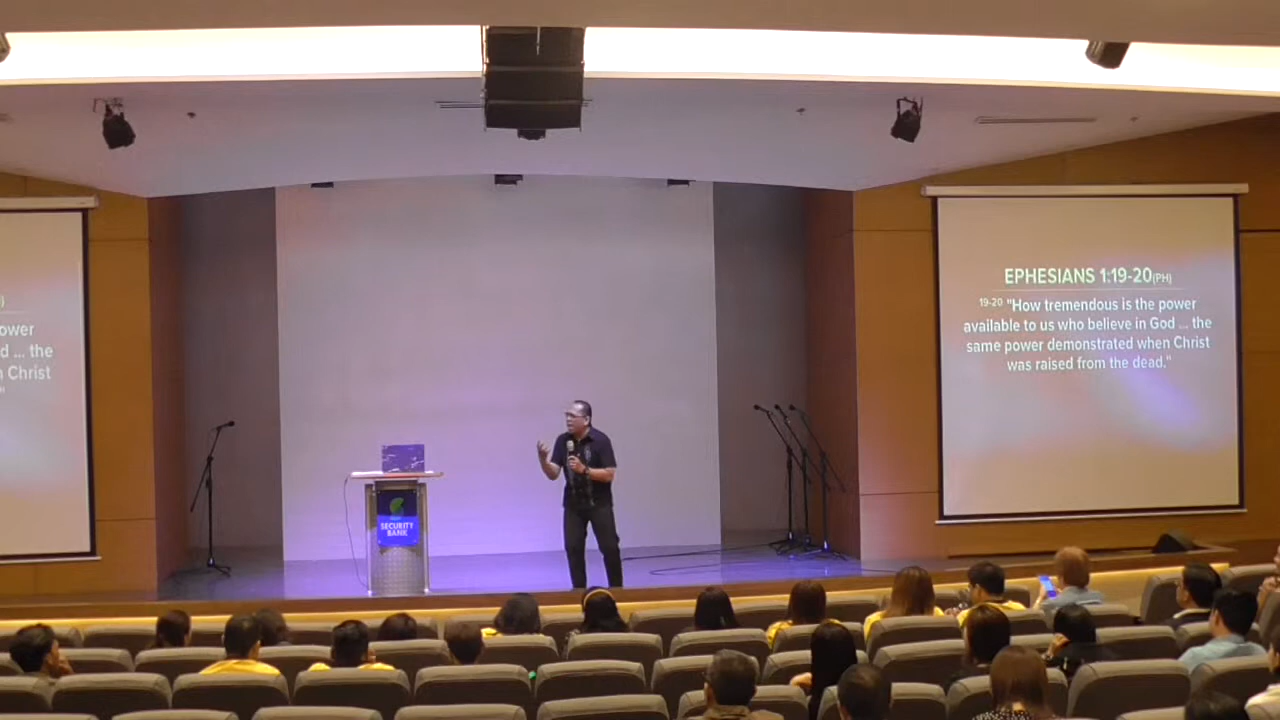 )
ower
d ... the
n Christ
"
SECURITY
BANK
EPHESIANS 1:19-20(PH)
19-20 "How tremendous is the power
available to us who believe in God ... the
same power demonstrated when Christ
was raised from the dead."